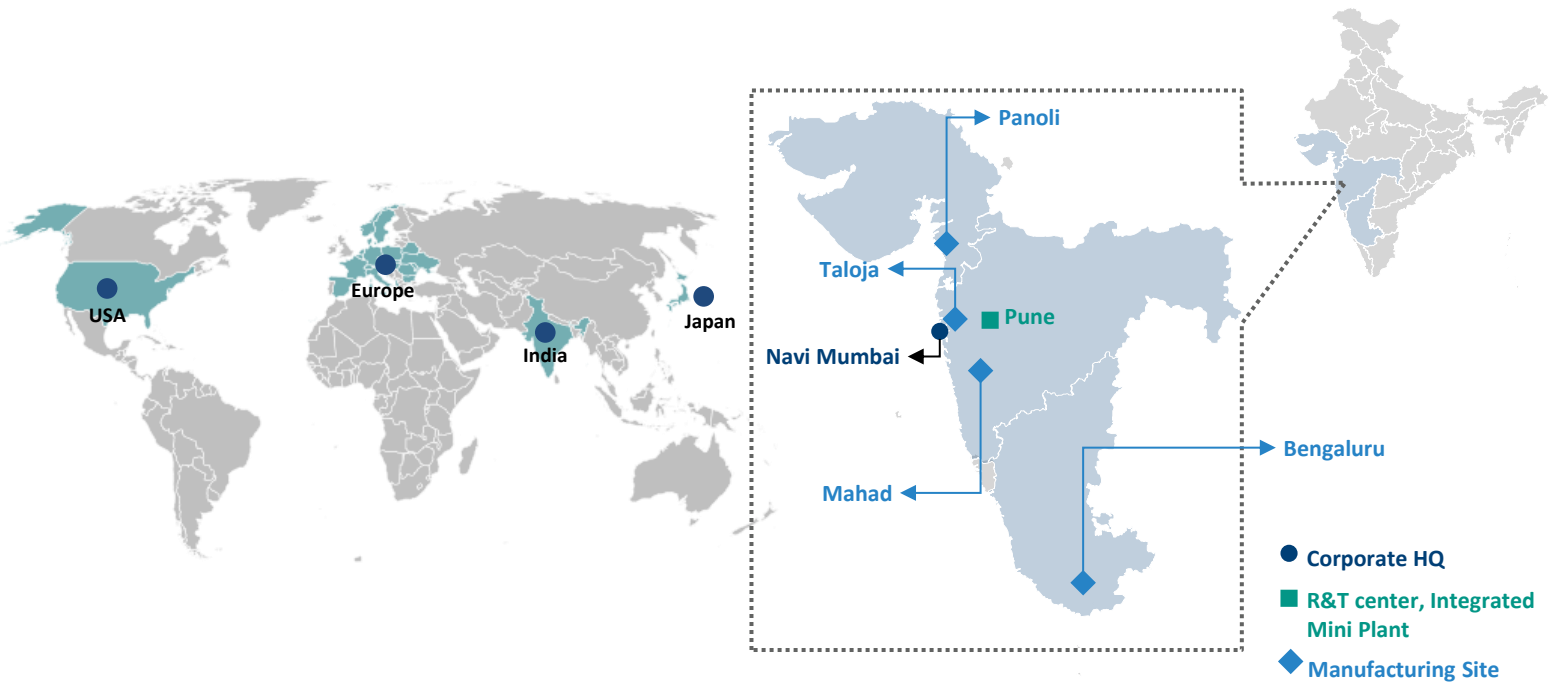 USA
Europe
India
Japan
Panoli
Taloja
Pune
Navi Mumbai
Mahad
Bengaluru
Corporate HQ
R&T center, Integrated
Mini Plant
Manufacturing Site